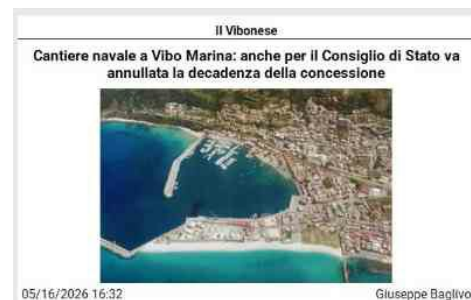 Il Vibonese
Cantiere navale a Vibo Marina: anche per il Consiglio di Stato va
annullata la decadenza della concessione
05/16/2026 16:32
Giuseppe Baglivo